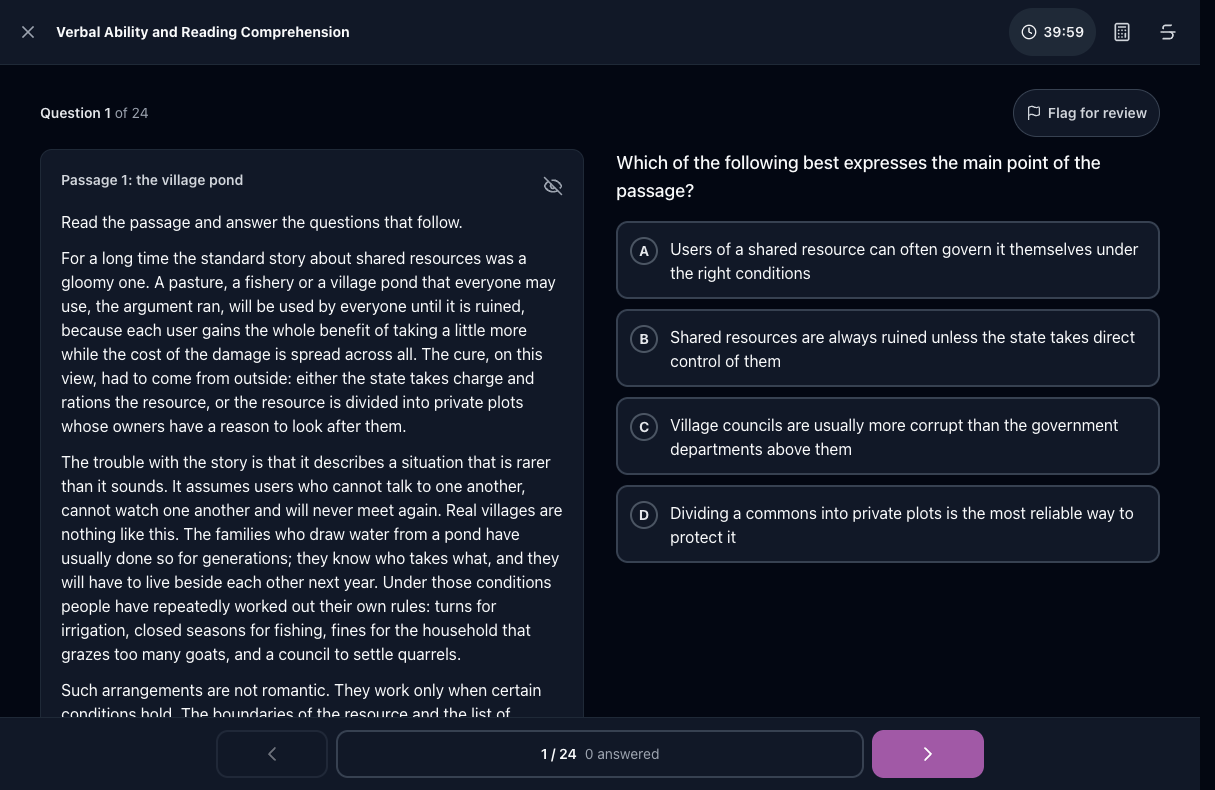 Verbal Ability and Reading Comprehension
39:59
Question 1 of 24
Flag for review
Passage 1: the village pond
Read the passage and answer the questions that follow.
For a long time the standard story about shared resources was a
gloomy one. A pasture, a fishery or a village pond that everyone may
use, the argument ran, will be used by everyone until it is ruined,
because each user gains the whole benefit of taking a little more
while the cost of the damage is spread across all. The cure, on this
view, had to come from outside: either the state takes charge and
rations the resource, or the resource is divided into private plots
whose owners have a reason to look after them.
The trouble with the story is that it describes a situation that is rarer
than it sounds. It assumes users who cannot talk to one another,
cannot watch one another and will never meet again. Real villages are
nothing like this. The families who draw water from a pond have
usually done so for generations; they know who takes what, and they
will have to live beside each other next year. Under those conditions
people have repeatedly worked out their own rules: turns for
irrigation, closed seasons for fishing, fines for the household that
grazes too many goats, and a council to settle quarrels.
Such arrangements are not romantic. They work only when certain
conditions hold. The boundaries of the resource and the list of
Which of the following best expresses the main point of the
passage?
A Users of a shared resource can often govern it themselves under
the right conditions
B Shared resources are always ruined unless the state takes direct
control of them
C Village councils are usually more corrupt than the government
departments above them
D Dividing a commons into private plots is the most reliable way to
protect it
1 / 24 0 answered